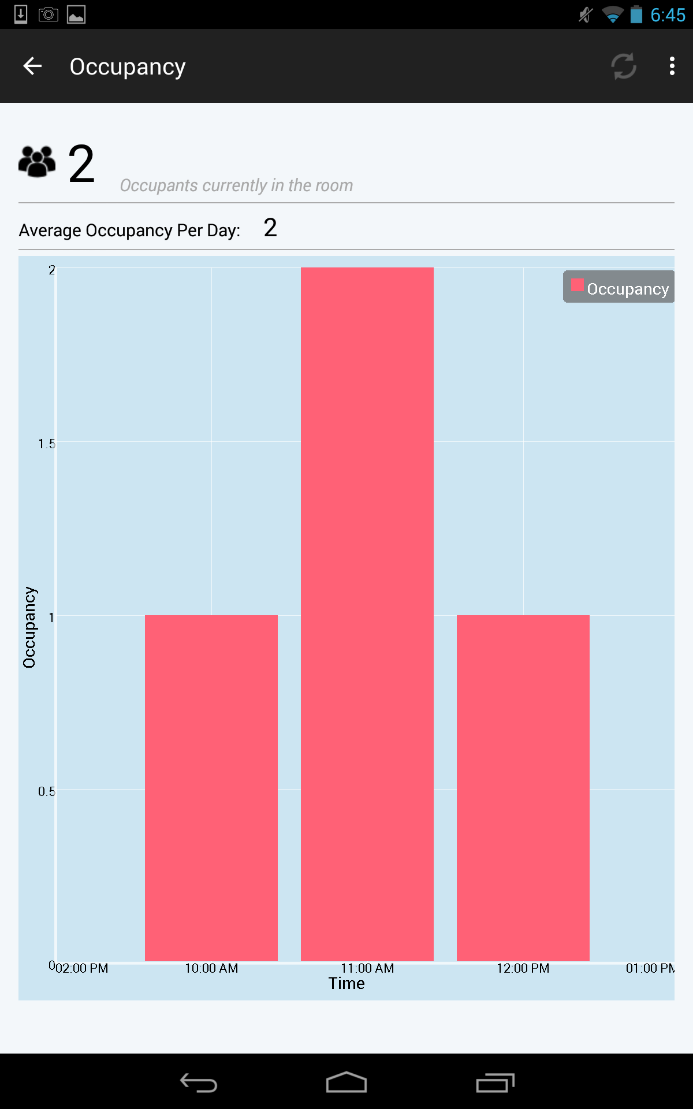 6:45
Occupancy
2 Occupants currently in the room
Average Occupancy Per Day: 2
Occupancy
2
1.5
1
0.5
0
Occupancy
02:00 PM 10:00 AM 11:00 AM 12:00 PM 01:00 PM
Time